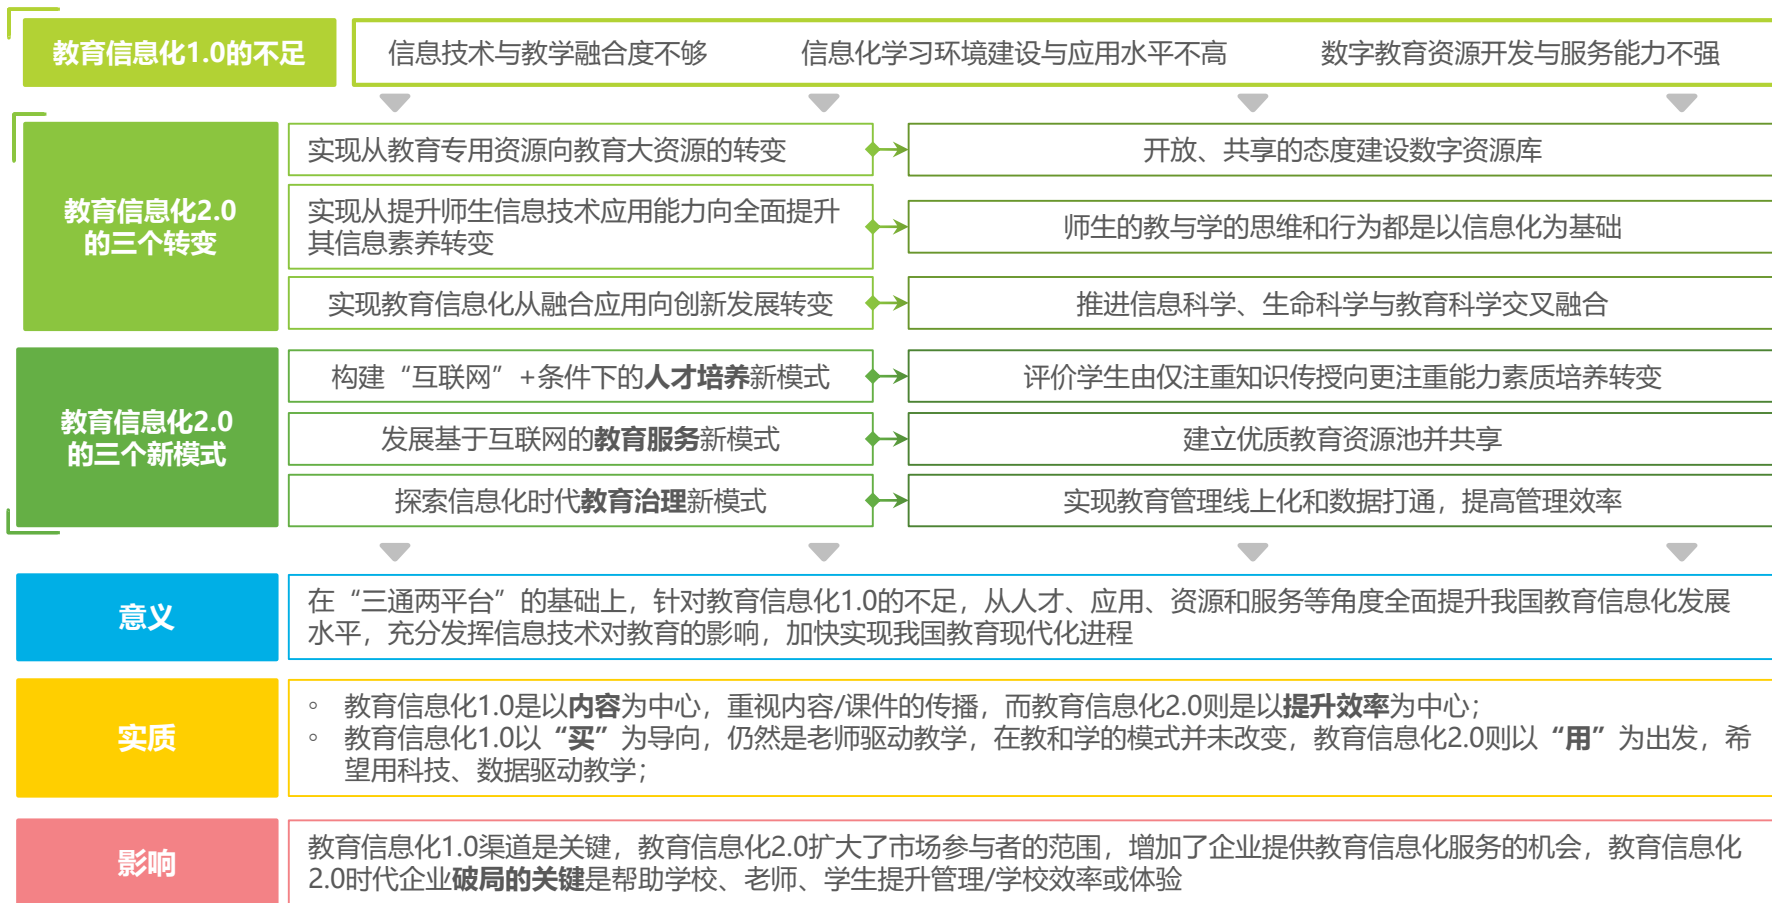 教育信息化1.0的不足
信息技术与教学融合度不够
信息化学习环境建设与应用水平不高
数字教育资源开发与服务能力不强
教育信息化2.0
的三个转变
实现从教育专用资源向教育大资源的转变
开放、共享的态度建设数字资源库
实现从提升师生信息技术应用能力向全面提升
其信息素养转变
师生的教与学的思维和行为都是以信息化为基础
实现教育信息化从融合应用向创新发展转变
推进信息科学、生命科学与教育科学交叉融合
教育信息化2.0
的三个新模式
构建“互联网”+条件下的人才培养新模式
评价学生由仅注重知识传授向更注重能力素质培养转变
发展基于互联网的教育服务新模式
建立优质教育资源池并共享
探索信息化时代教育治理新模式
实现教育管理线上化和数据打通，提高管理效率
意义
在“三通两平台”的基础上，针对教育信息化1.0的不足，从人才、应用、资源和服务等角度全面提升我国教育信息化发展
水平，充分发挥信息技术对教育的影响，加快实现我国教育现代化进程
实质
◦ 教育信息化1.0是以内容为中心，重视内容/课件的传播，而教育信息化2.0则是以提升效率为中心；
◦ 教育信息化1.0以“买”为导向，仍然是老师驱动教学，在教和学的模式并未改变，教育信息化2.0则以“用”为出发，希
望用科技、数据驱动教学；
影响
教育信息化1.0渠道是关键，教育信息化2.0扩大了市场参与者的范围，增加了企业提供教育信息化服务的机会，教育信息化
2.0时代企业破局的关键是帮助学校、老师、学生提升管理/学校效率或体验